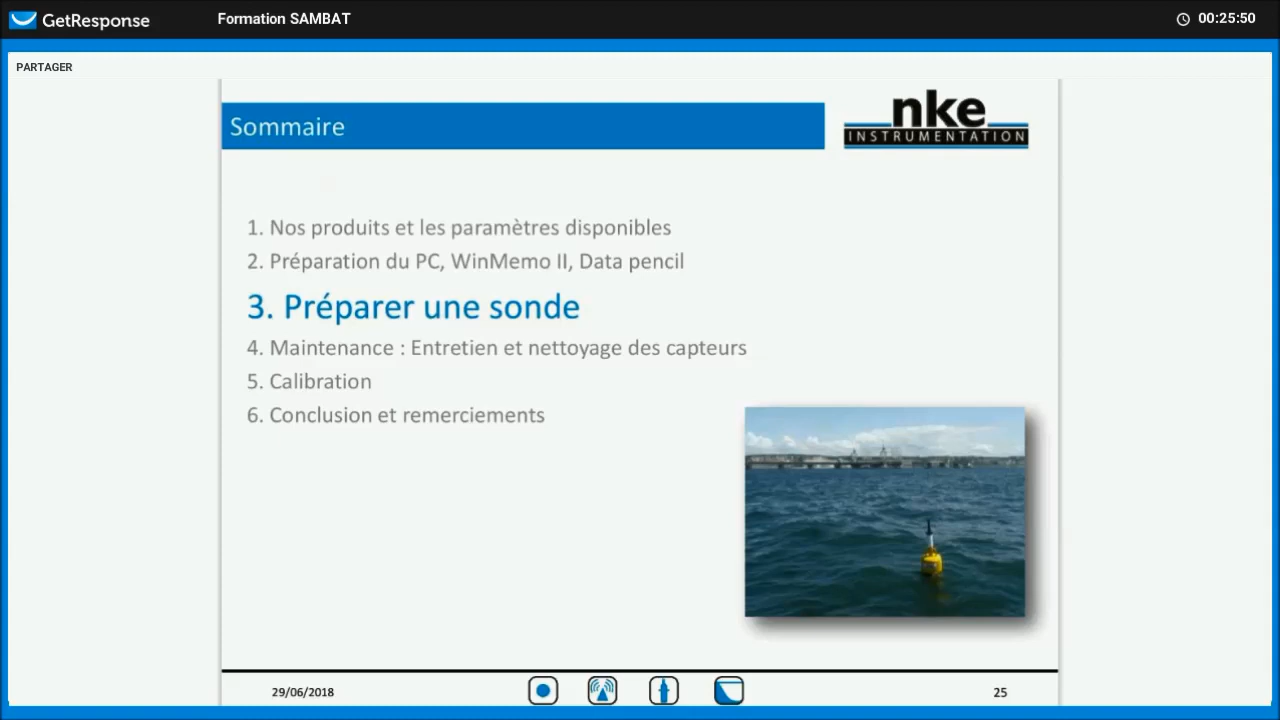 GetResponse
Formation SAMBAT
00:25:50
PARTAGER
Sommaire
nke
INSTRUMENTATION
1. Nos produits et les paramètres disponibles
2. Préparation du PC, WinMemo II, Data pencil
3. Préparer une sonde
4. Maintenance : Entretien et nettoyage des capteurs
5. Calibration
6. Conclusion et remerciements
29/06/2018
25